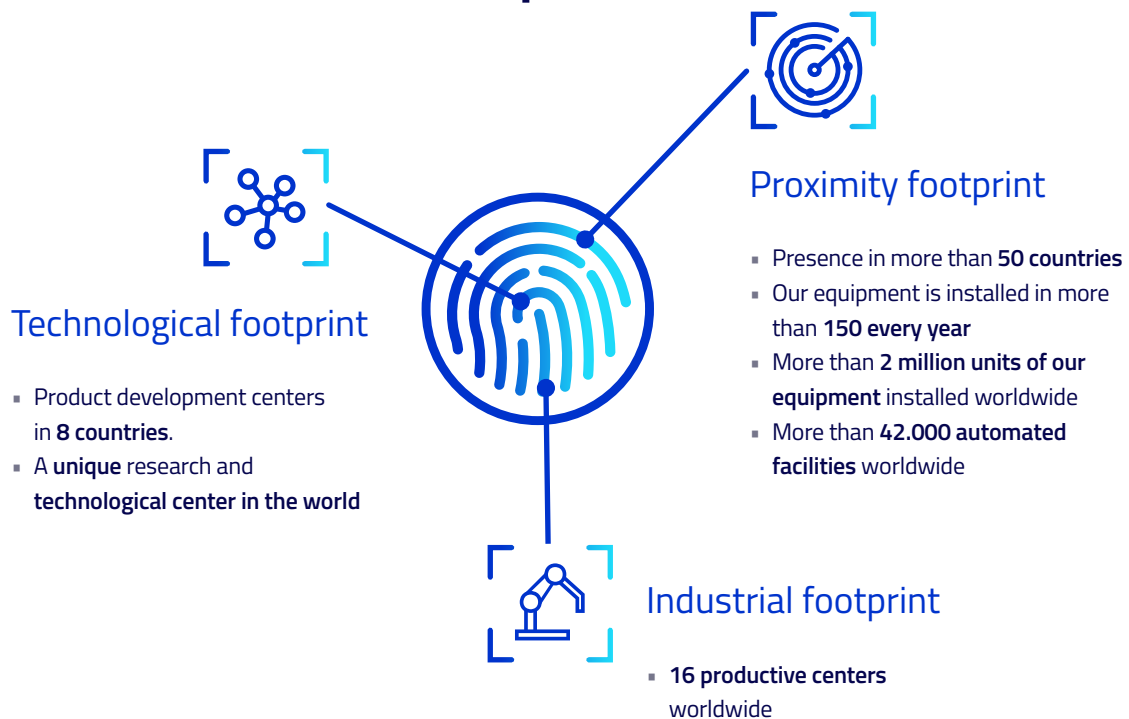 Technological footprint
▪ Product development centers
in 8 countries.
▪ A unique research and
technological center in the world
Proximity footprint
▪ Presence in more than 50 countries
▪ Our equipment is installed in more
than 150 every year
▪ More than 2 million units of our
equipment installed worldwide
▪ More than 42.000 automated
facilities worldwide
Industrial footprint
▪ 16 productive centers
worldwide